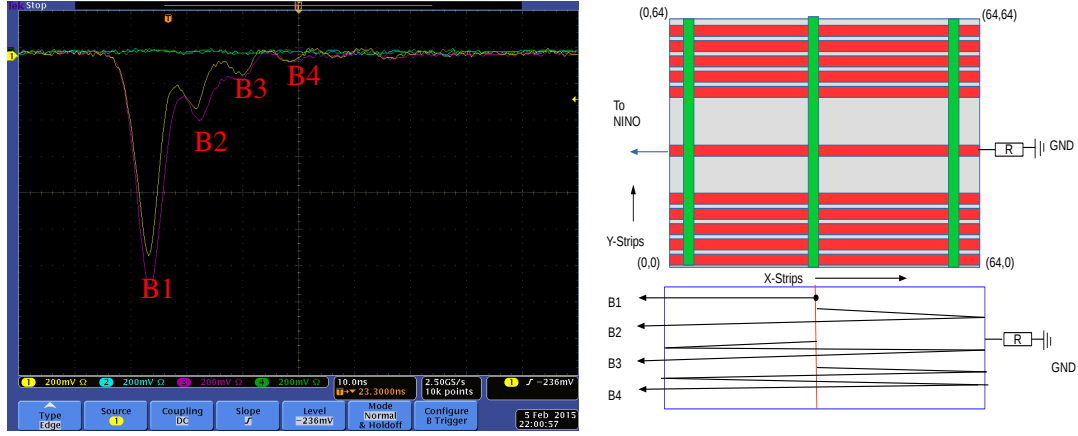 Tek Stop
T
T
1
B1
B2
B3
B4
1 200mV Ω 2 200mV Ω 3 200mV Ω 4 200mV Ω
10.0ns
T→▼ 23.3000ns
2.50GS/s
10k points
1 ∫ −236mV
Type
Edge
Source
1
Coupling
DC
Slope
∫
Level
−236mV
Mode
Normal
& Holdoff
Configure
B Trigger
5 Feb 2015
22:00:57
(0,64)
(64,64)
To
NINO
R
GND
Y-Strips
(0,0)
(64,0)
X-Strips
B1
B2
B3
B4
R
GND